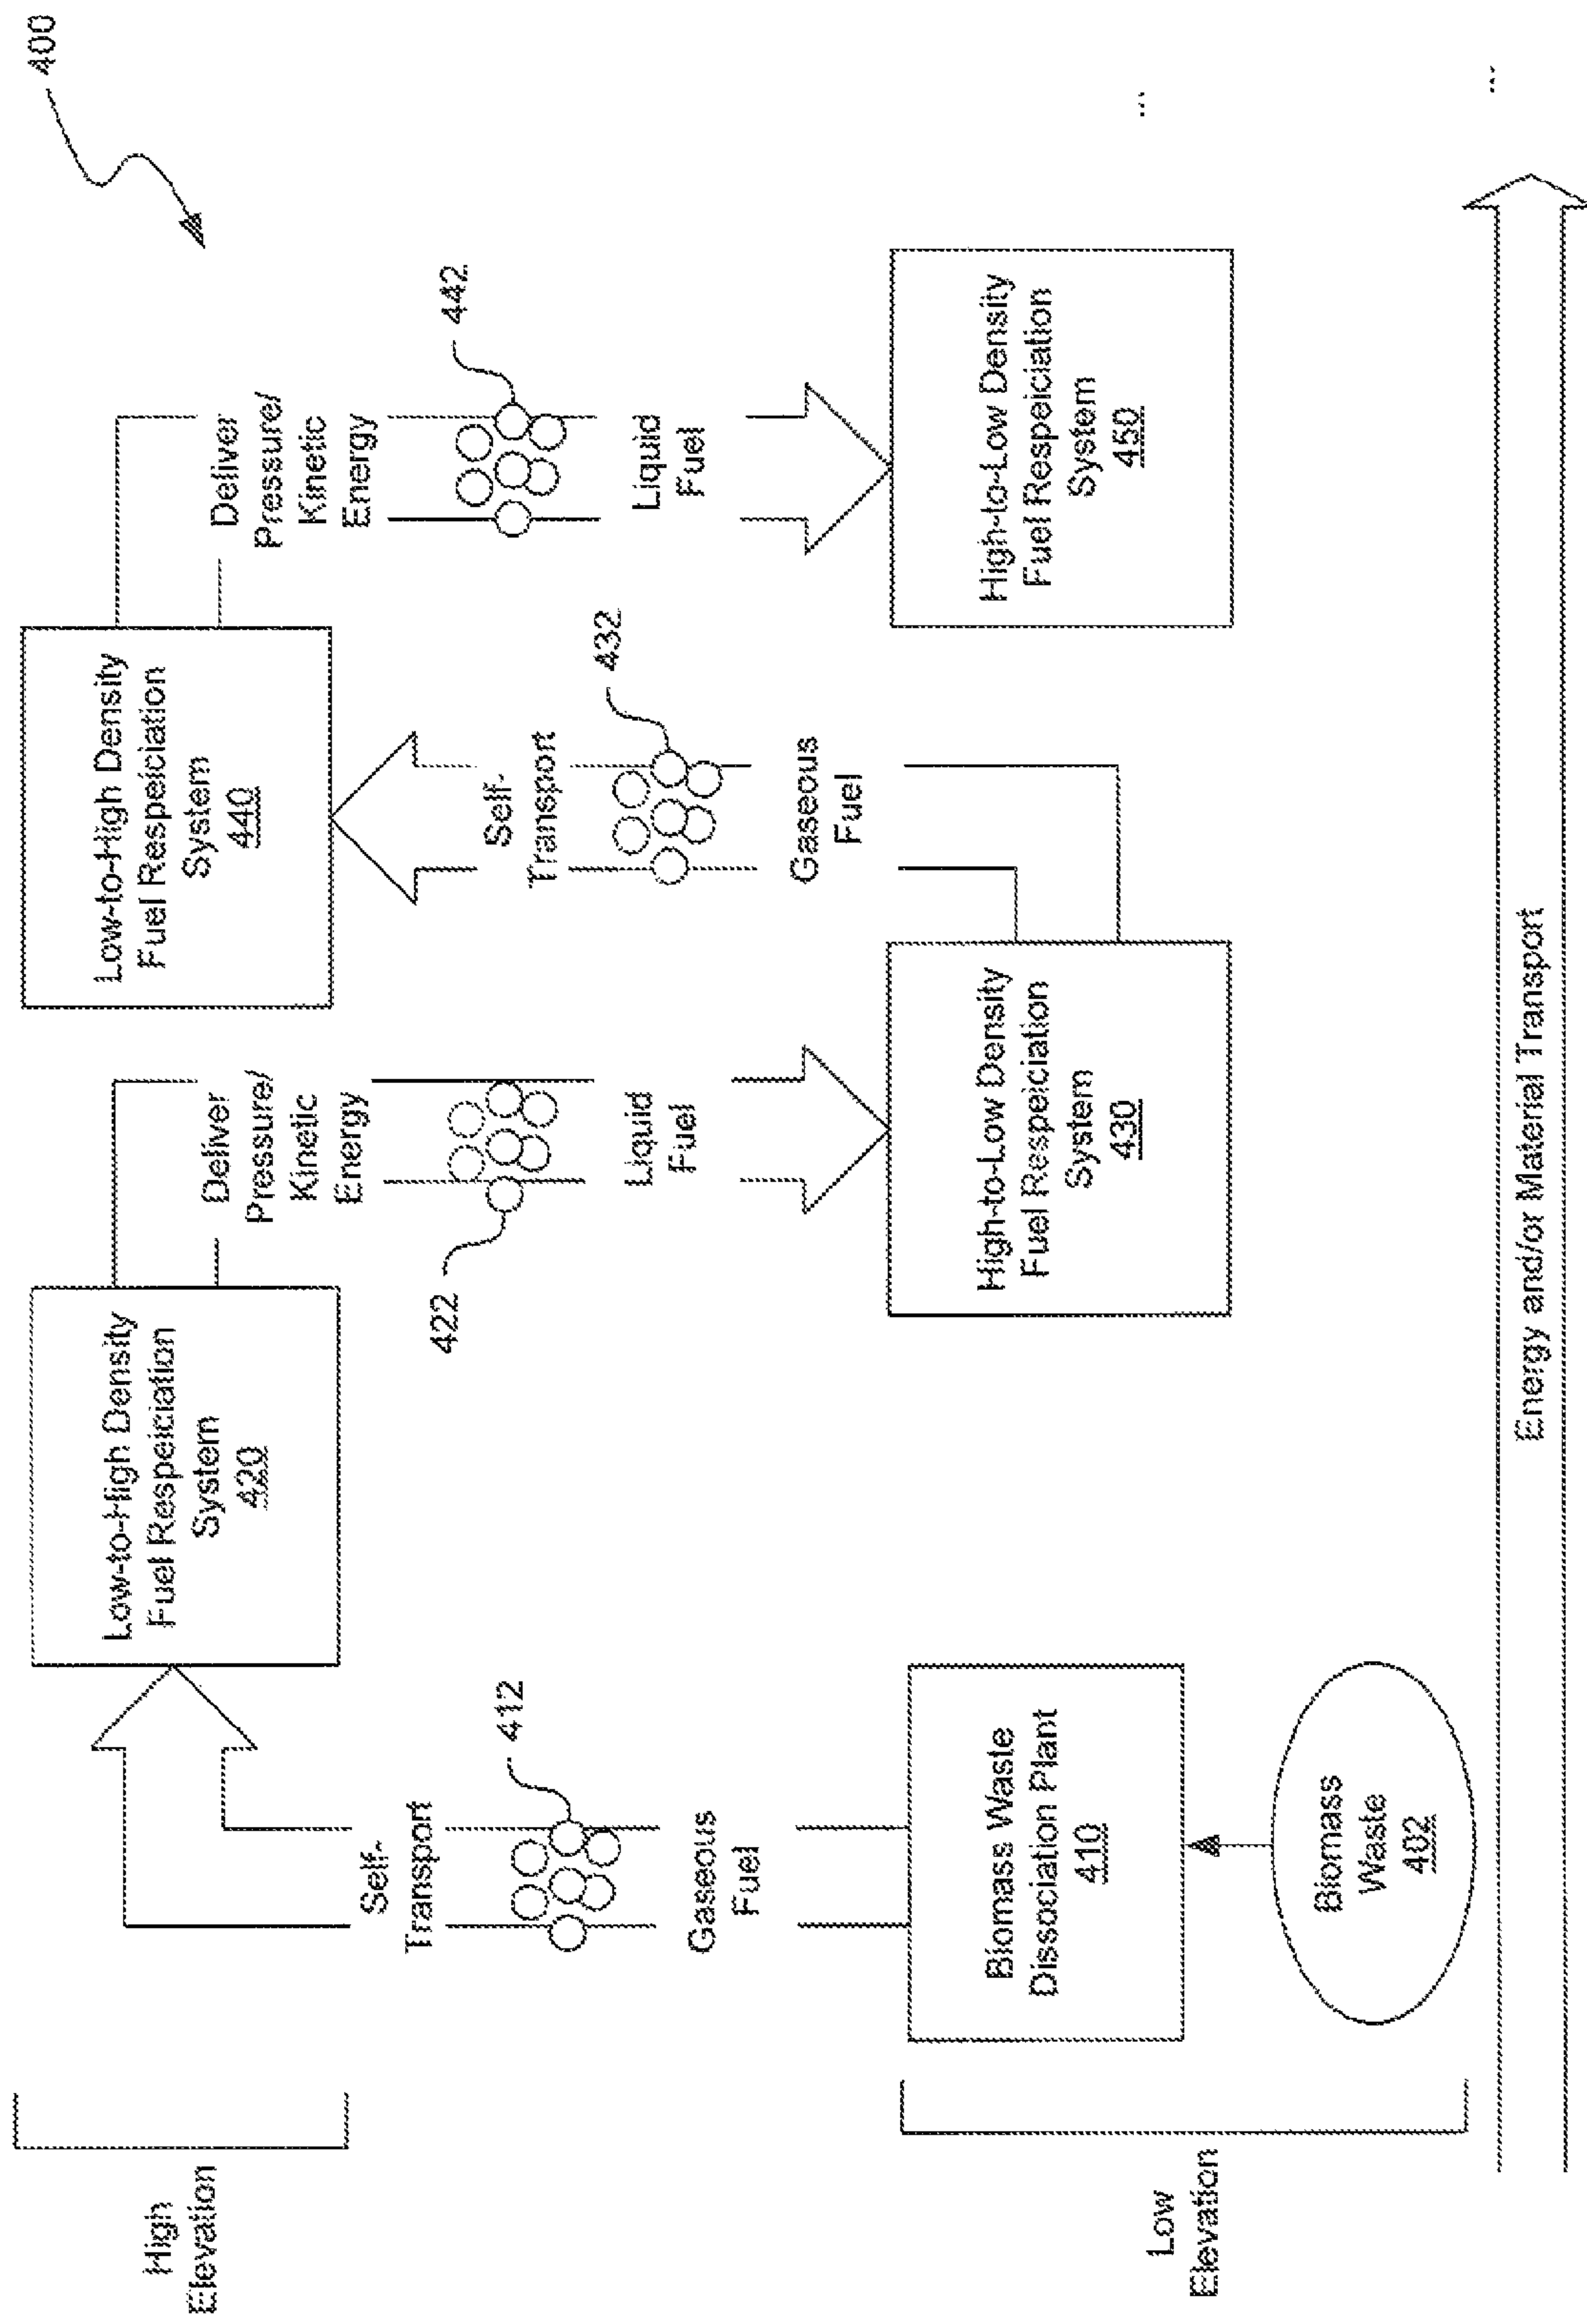 400
High
Elevation
Low-to-High Density
Fuel Respeiciation
System
420
Low-to-High Density
Fuel Respeiciation
System
440
Self-
Transport
412
Gaseous
Fuel
Deliver
Pressure/
Kinetic
Energy
422
Liquid
Fuel
Self-
Transport
432
Gaseous
Fuel
Deliver
Pressure/
Kinetic
Energy
442
Liquid
Fuel
Low
Elevation
Biomass Waste
Dissociation Plant
410
Biomass
Waste
402
High-to-Low Density
Fuel Respeiciation
System
430
High-to-Low Density
Fuel Respeiciation
System
450
...
...
Energy and/or Material Transport